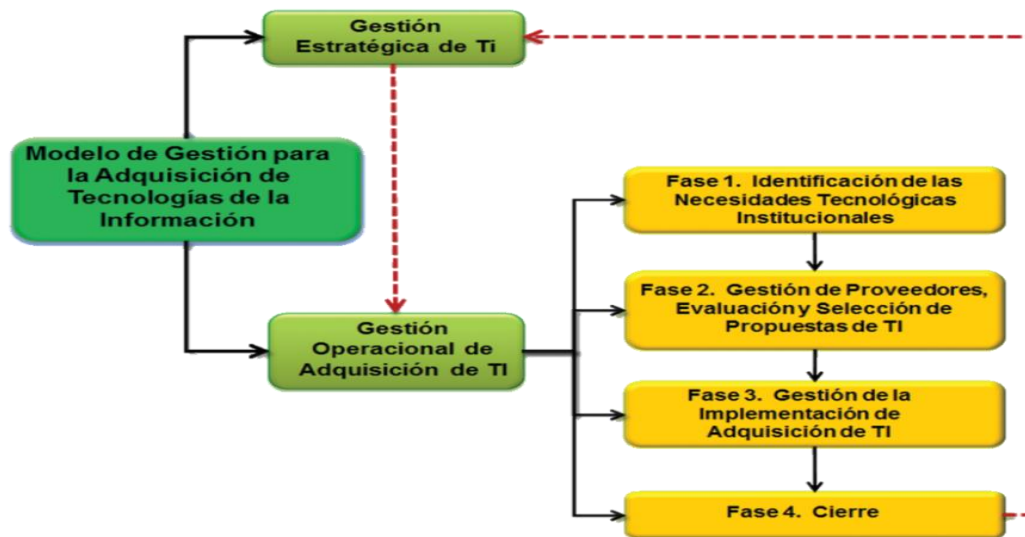 Gestión
Estratégica de Ti
Modelo de Gestión para
la Adquisición de
Tecnologías de la
Información
Gestión
Operacional de
Adquisición de TI
Fase 1. Identificación de las
Necesidades Tecnológicas
Institucionales
Fase 2. Gestión de Proveedores,
Evaluación y Selección de
Propuestas de TI
Fase 3. Gestión de la
Implementación de
Adquisición de TI
Fase 4. Cierre